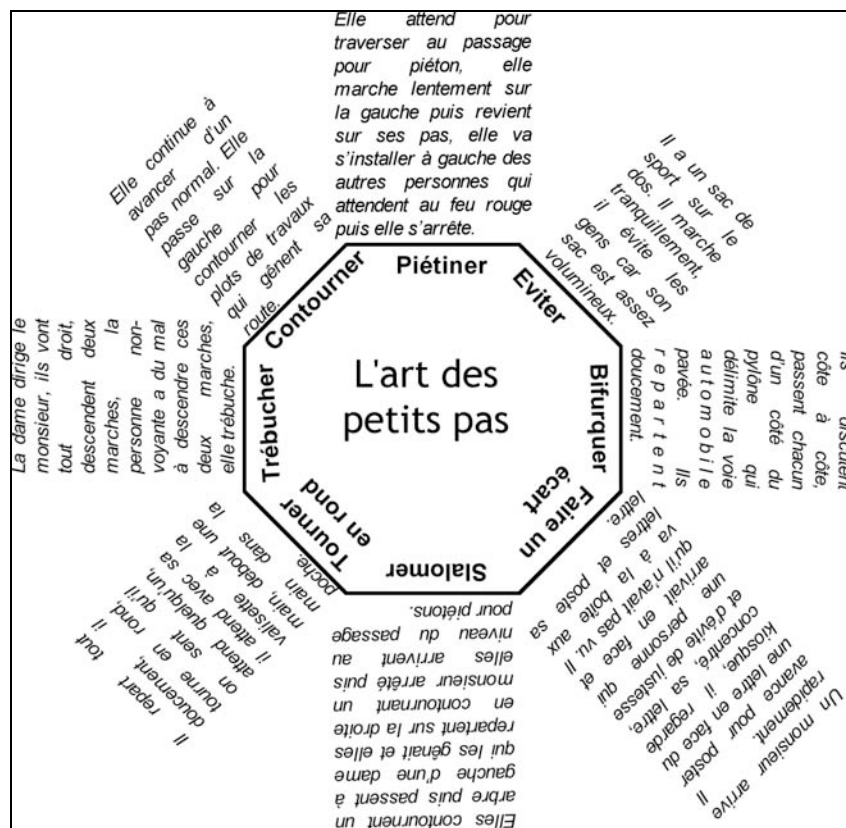 Elle attend pour
traverser au passage
pour piéton, elle
marche lentement sur
la gauche puis revient
sur ses pas, elle va
s'installer à gauche des
autres personnes qui
attendent au feu rouge
puis elle s'arrête.
Piétiner
Il a un sac de
sport sur le
dos. Il marche
tranquillement,
il évite les
gens car son
sac est assez
volumineux.
Eviter
Ils discutent
côte à côte,
passent chacun
d'un côté du
pylône qui
délimite la voie
automobile
pavée. Ils
repartent
doucement.
Bifurquer
Un monsieur arrive
rapidement. Il
avance pour poster
une lettre en face du
kiosque, il regarde
concentré, sa lettre,
et d'évite de justesse
une personne qui
arrivait en face et
qu'il n'avait pas vu. Il
va à la boîte aux
lettres et poste sa
lettre.
Faire un
écart
Elles contournent un
arbre puis passent à
gauche d'une dame
qui les gênait et elles
repartent sur la droite
en contournant un
monsieur arrêté puis
elles arrivent au
niveau du passage
pour piétons.
Slalomer
Il repart tout
doucement, il
tourne en rond,
on sent qu'il
attend quelqu'un,
il attend avec sa
valisette à la
main, debout une
main dans la
poche.
Tourner
en rond
La dame dirige le
monsieur, ils vont
tout droit,
descendent deux
marches, la
personne non-
voyante a du mal
à descendre ces
deux marches,
elle trébuche.
Trébucher
Elle continue à
avancer d'un
pas normal. Elle
passe sur la
gauche pour
contourner les
plots de travaux
qui gênent sa
route.
Contourner
L'art des
petits pas